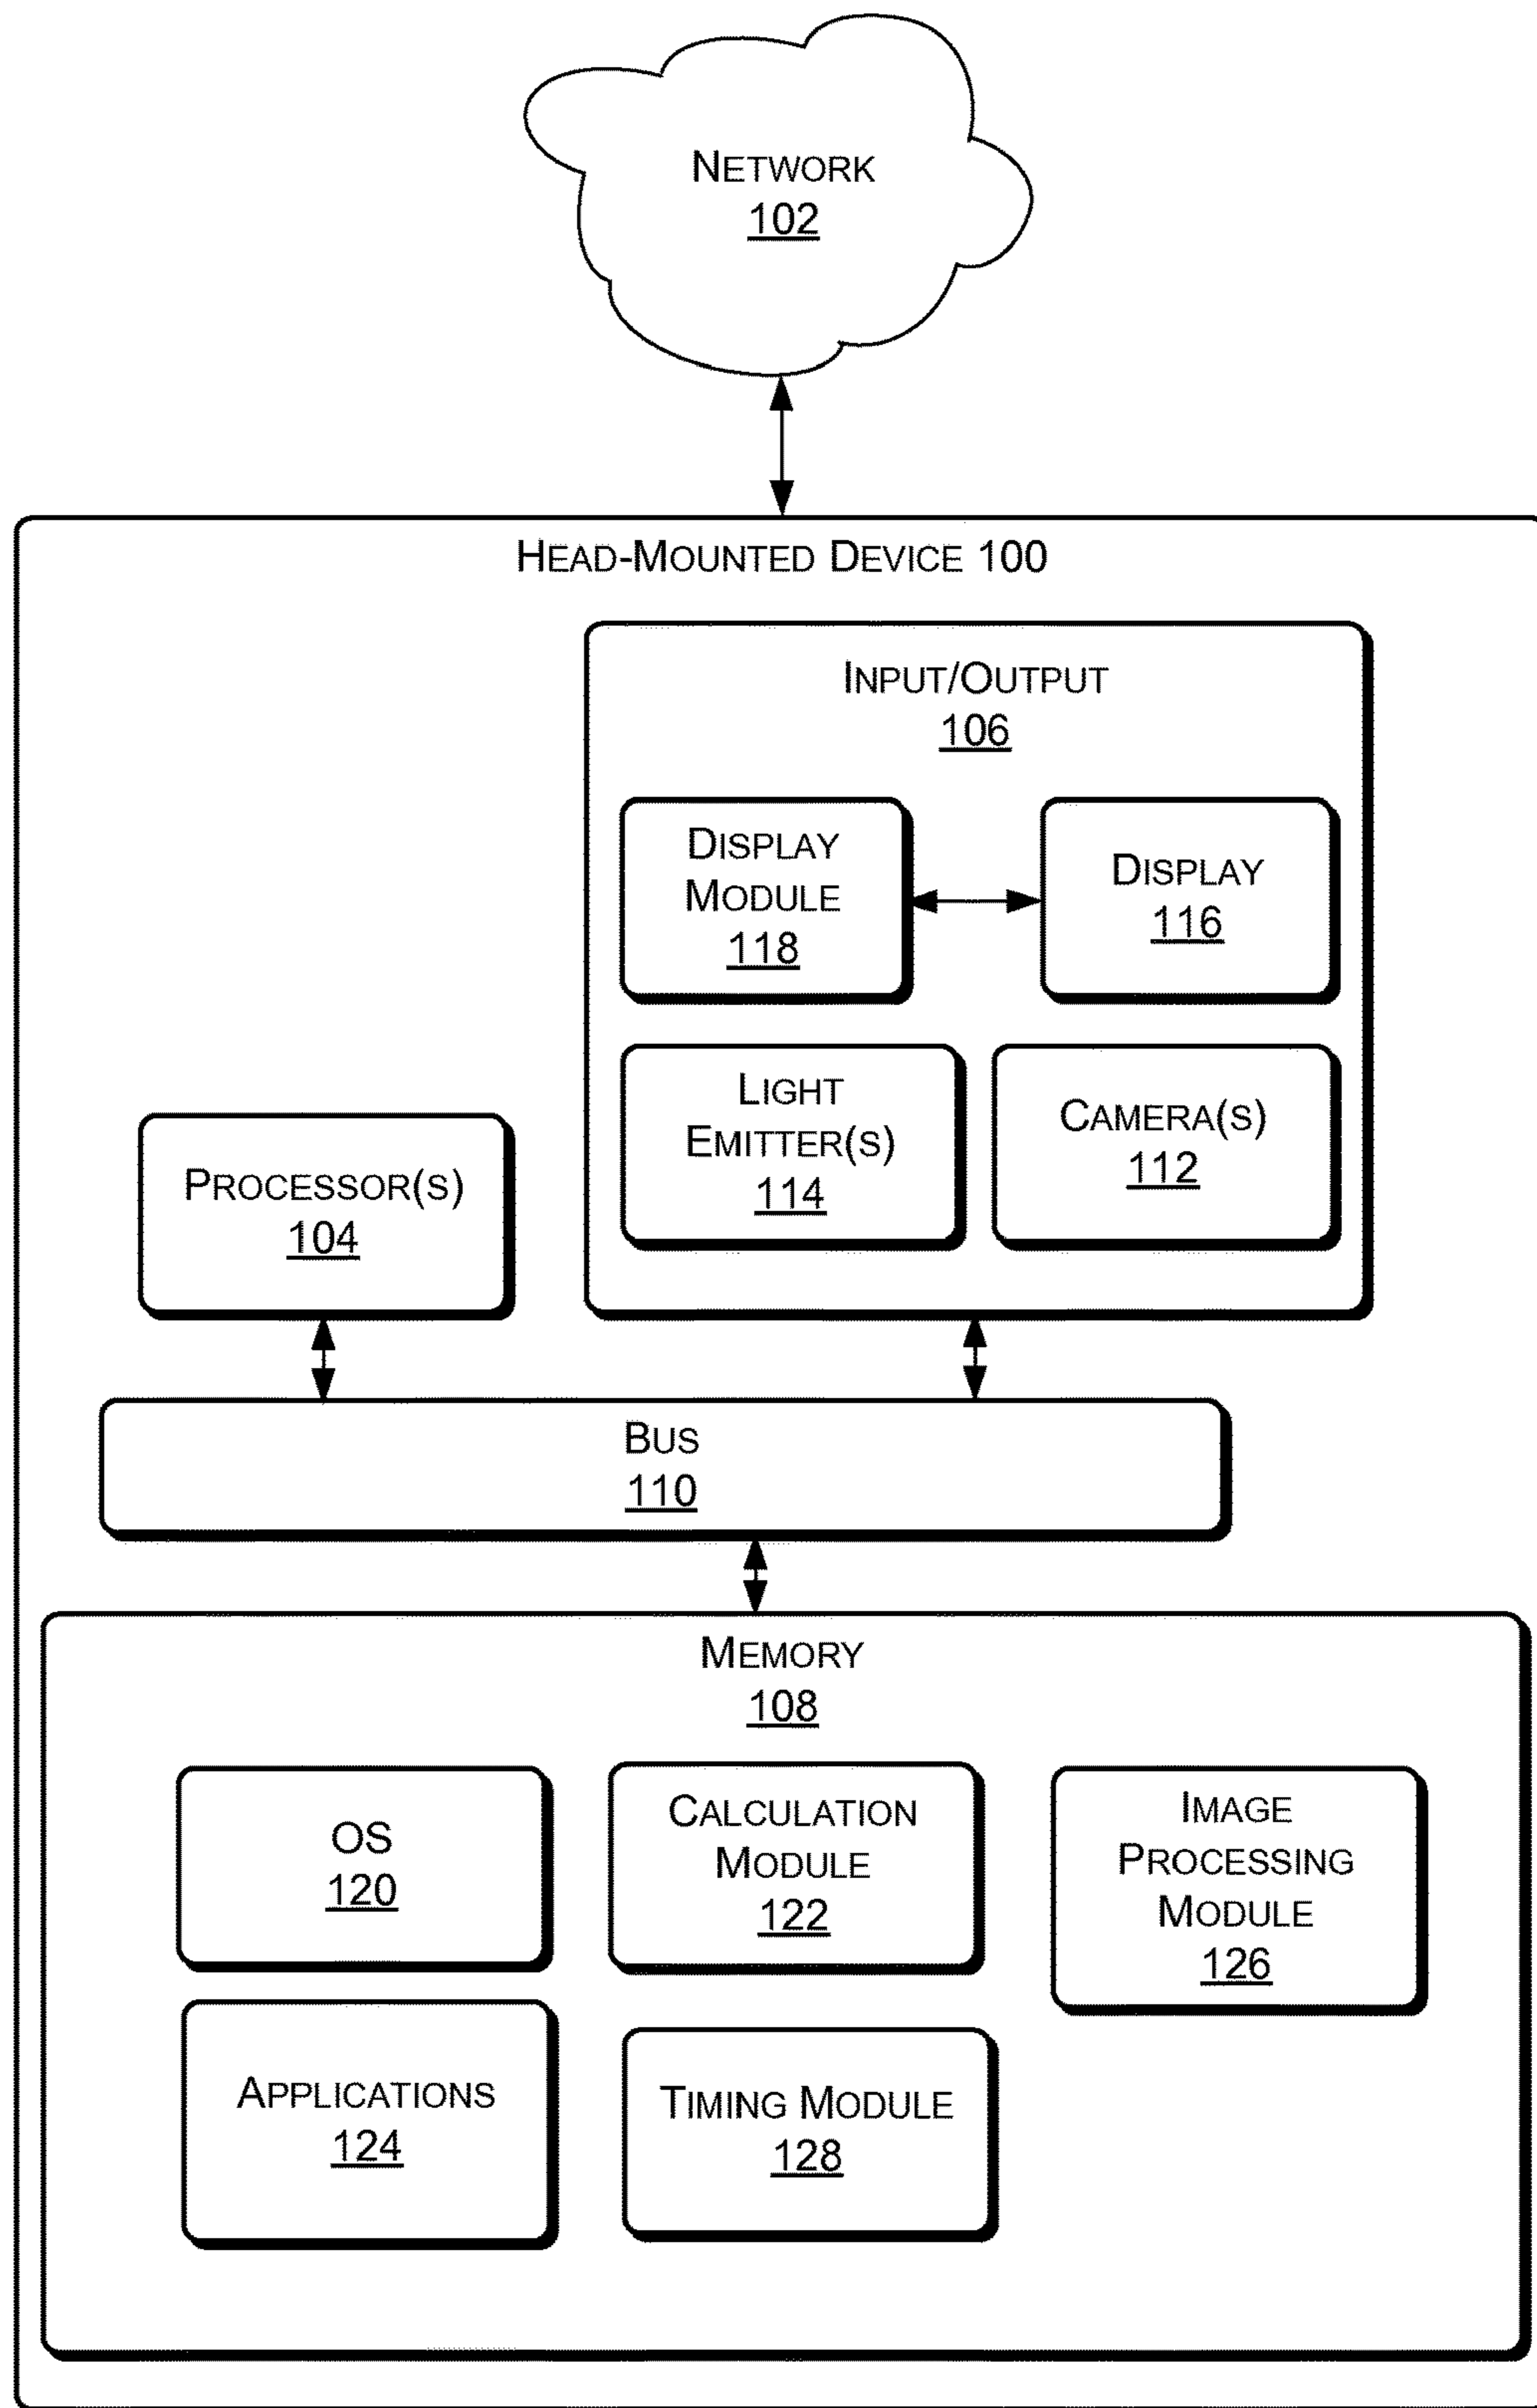 NETWORK
102
HEAD-MOUNTED DEVICE 100
INPUT/OUTPUT
106
DISPLAY
MODULE
118
DISPLAY
116
LIGHT
EMITTER(S)
114
CAMERA(S)
112
PROCESSOR(S)
104
BUS
110
MEMORY
108
OS
120
CALCULATION
MODULE
122
IMAGE
PROCESSING
MODULE
126
APPLICATIONS
124
TIMING MODULE
128